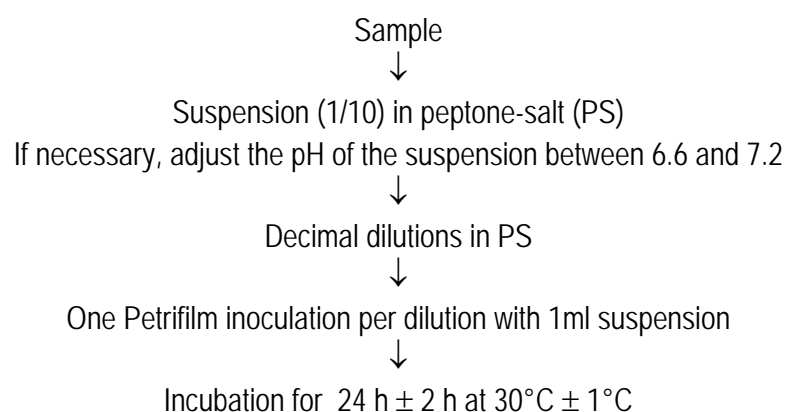 Sample
↓
Suspension (1/10) in peptone-salt (PS)
If necessary, adjust the pH of the suspension between 6.6 and 7.2
↓
Decimal dilutions in PS
↓
One Petrifilm inoculation per dilution with 1ml suspension
↓
Incubation for 24 h ± 2 h at 30°C ± 1°C